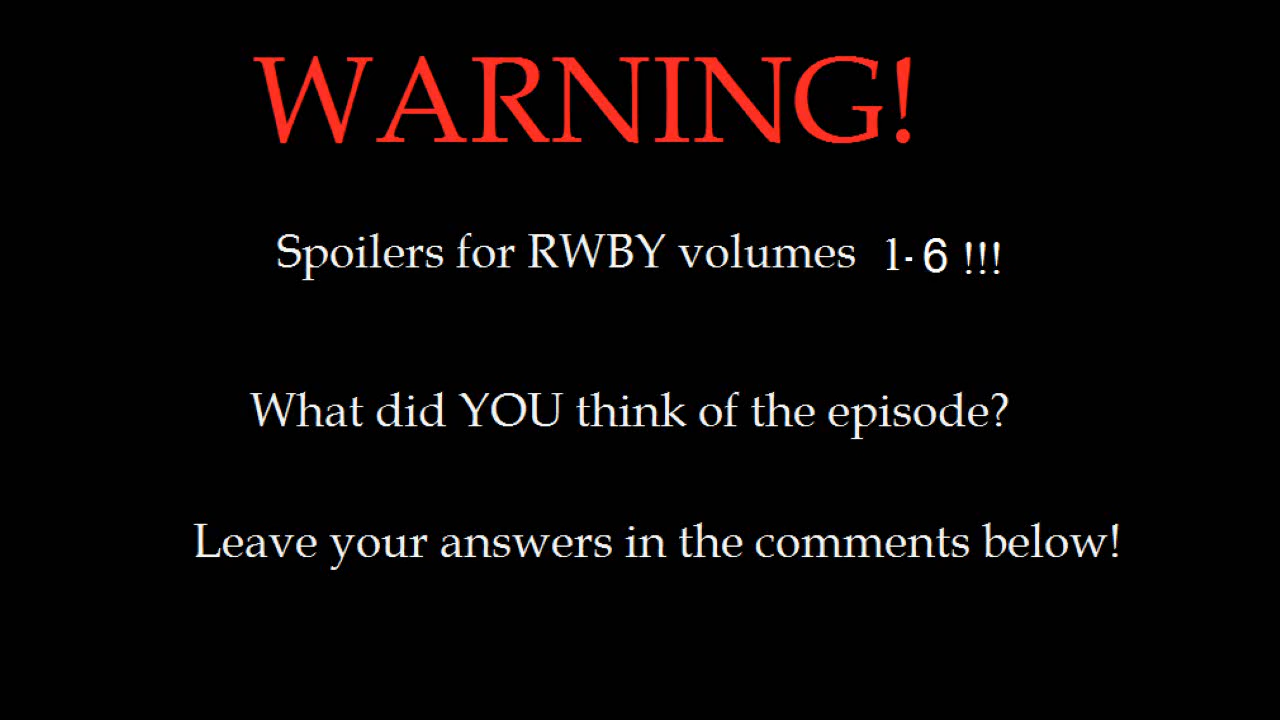 WARNING!
Spoilers for RWBY volumes 1-6 !!!
What did YOU think of the episode?
Leave your answers in the comments below!